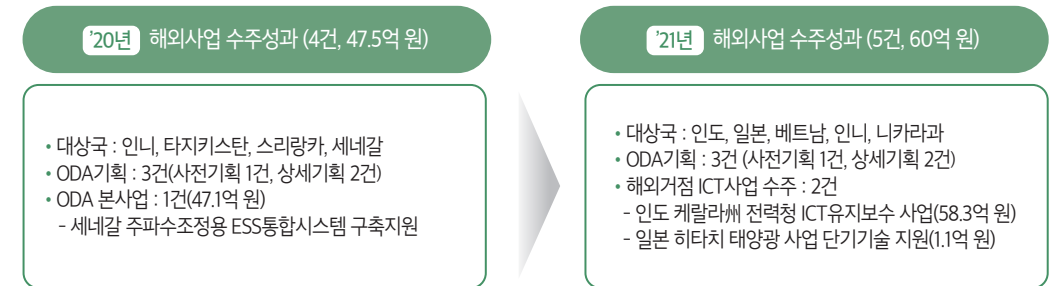 '20년 해외사업 수주성과 (4건, 47.5억 원)
• 대상국 : 인니, 타지키스탄, 스리랑카, 세네갈
• ODA기획 : 3건(사전기획 1건, 상세기획 2건)
• ODA 본사업 : 1건(47.1억 원)
- 세네갈 주파수조정용 ESS통합시스템 구축지원
'21년 해외사업 수주성과 (5건, 60억 원)
• 대상국 : 인도, 일본, 베트남, 인니, 니카라과
• ODA기획 : 3건 (사전기획 1건, 상세기획 2건)
• 해외거점 ICT사업 수주 : 2건
- 인도 케랄라州 전력청 ICT유지보수 사업(58.3억 원)
- 일본 히타치 태양광 사업 단기기술 지원(1.1억 원)